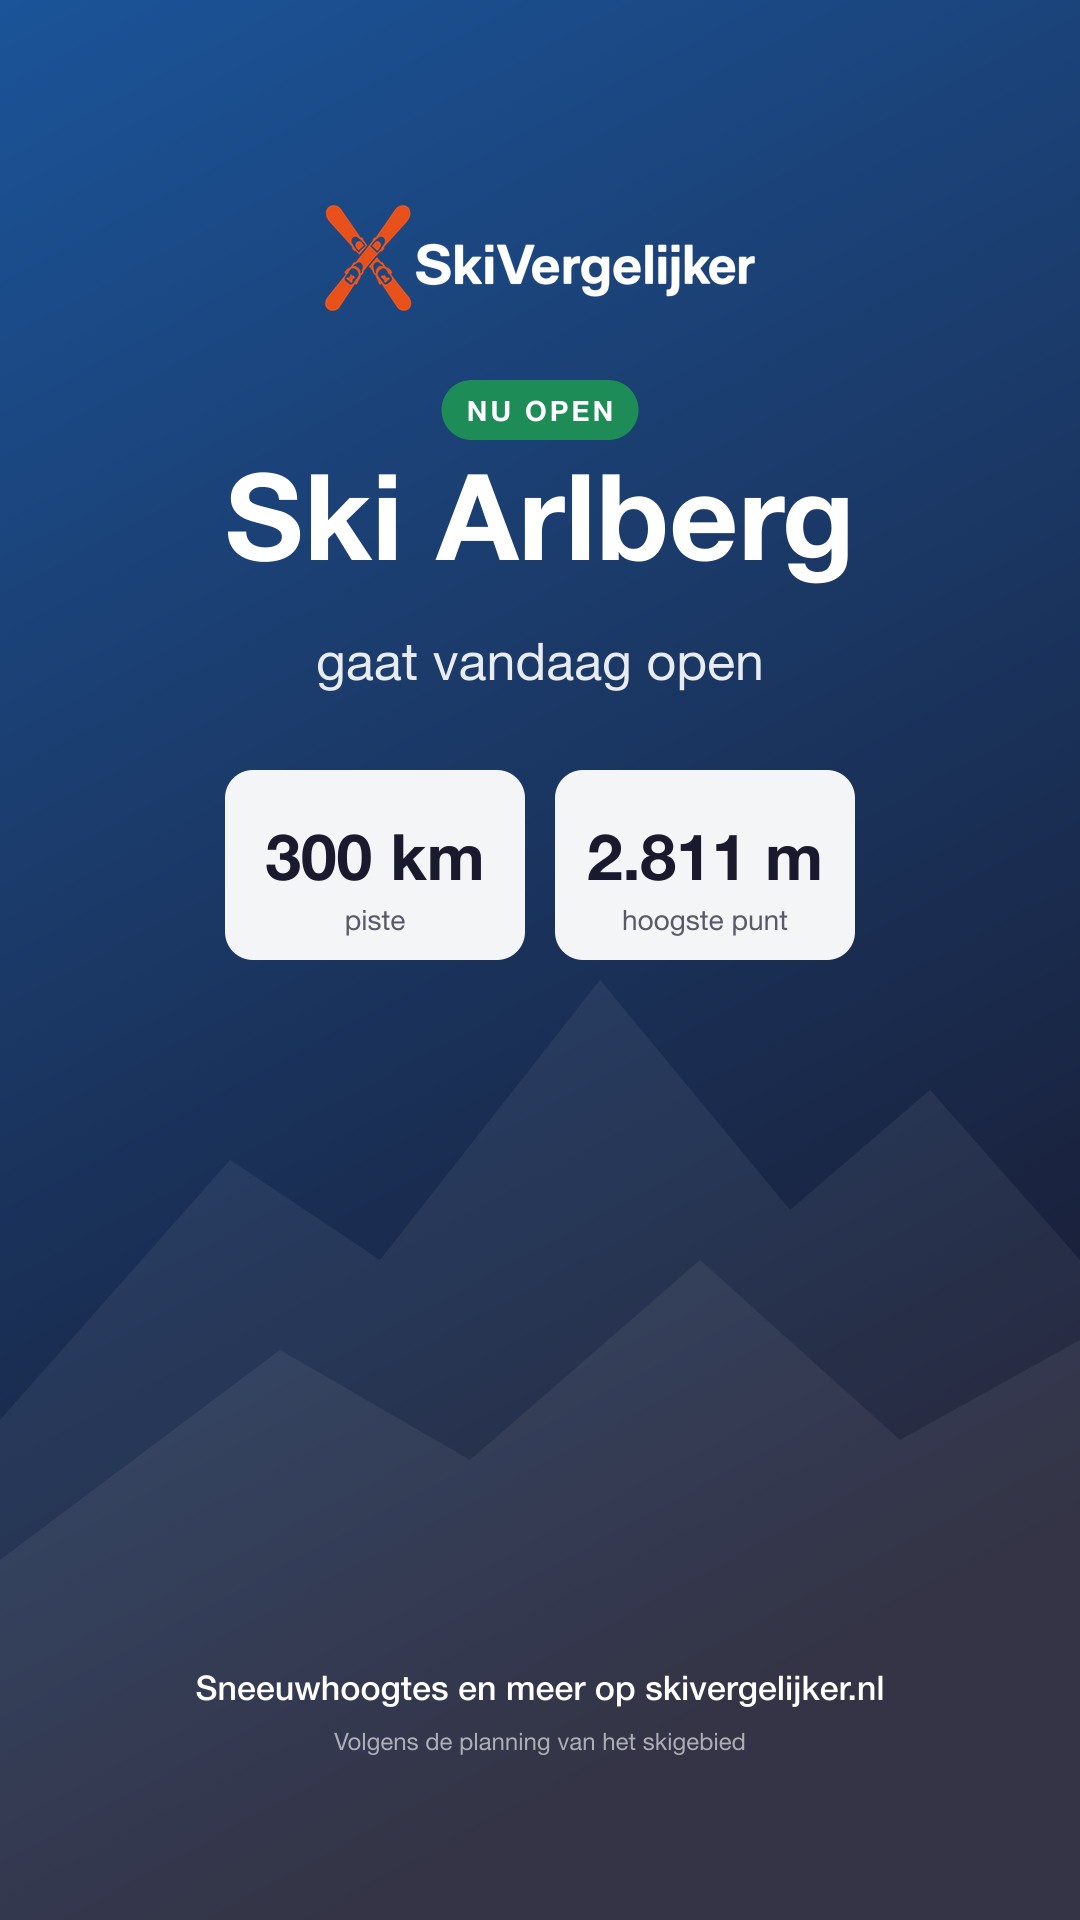 SkiVergelijker
NU OPEN
Ski Arlberg
gaat vandaag open
300 km
piste
2.811 m
hoogste punt
Sneeuwhoogtes en meer op skivergelijker.nl
Volgens de planning van het skigebied